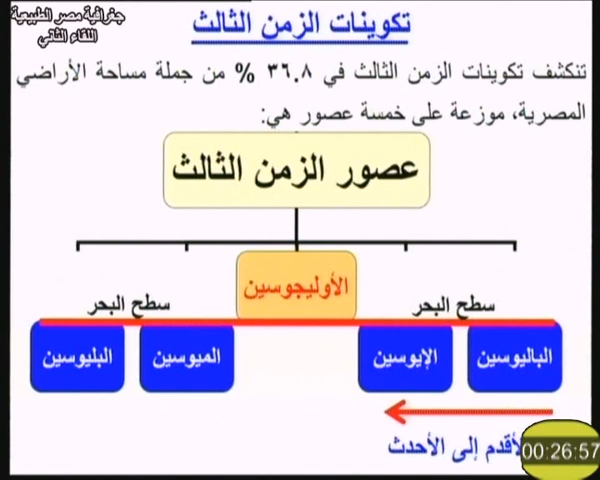 جغرافية مصر الطبيعية
اللقاء الثاني
تكوينات الزمن الثالث
تنكشف تكوينات الزمن الثالث في ٣٦.٨ % من جملة مساحة الأراضي
المصرية، موزعة على خمسة عصور هي:
عصور الزمن الثالث
الأوليجوسين
سطح البحر
سطح البحر
الباليوسين
الإيوسين
الميوسين
البليوسين
إلى الأحدث
00:26:57